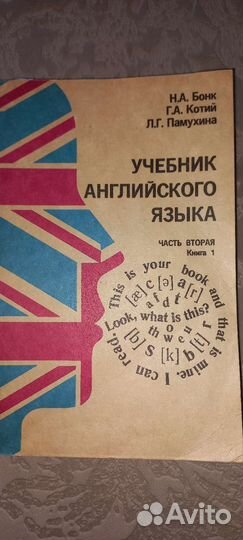 Н.А. Бонк
Г.А. Котий
Л.Г. Памухина
УЧЕБНИК
АНГЛИЙСКОГО
ЯЗЫКА
ЧАСТЬ ВТОРАЯ
Книга 1
This is your book and that is mine. I can read.
Look, what is this?
Avito